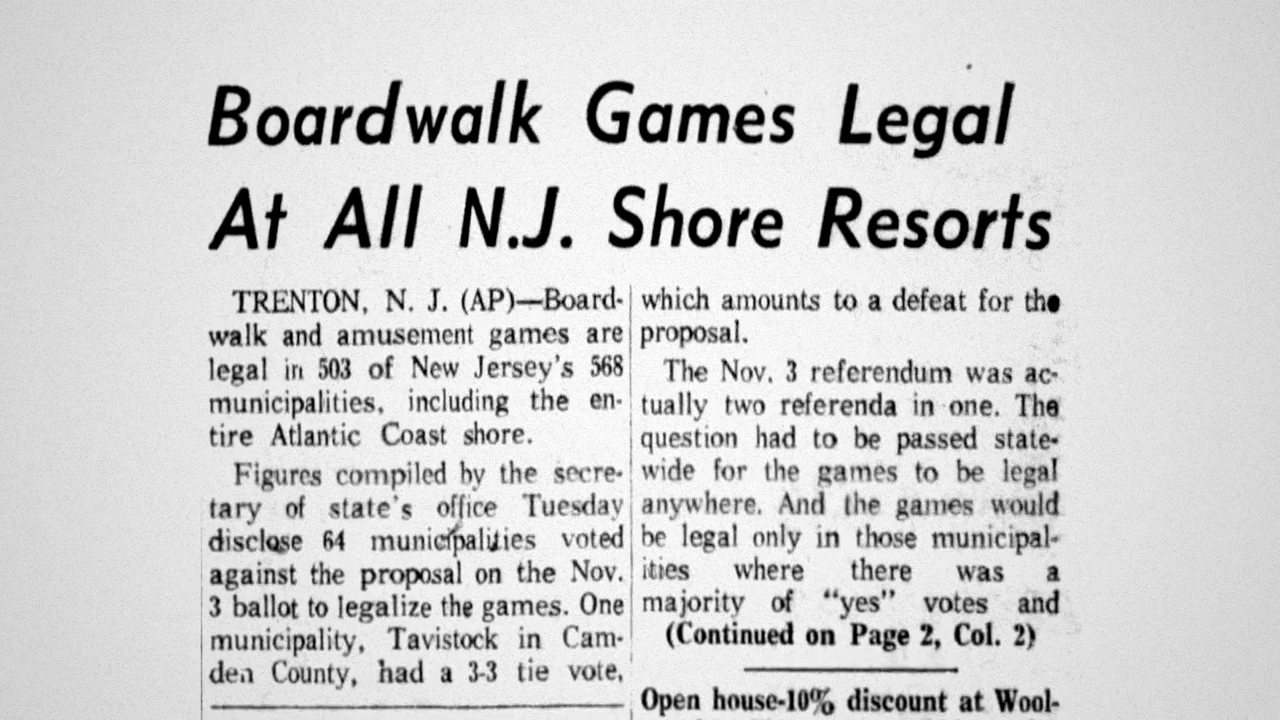 Boardwalk Games Legal
At All N.J. Shore Resorts
TRENTON, N. J. (AP)—Board-
walk and amusement games are
legal in 503 of New Jersey's 568
municipalities, including the en-
tire Atlantic Coast shore.
Figures compiled by the secre-
tary of state's office Tuesday
disclose 64 municipalities voted
against the proposal on the Nov.
3 ballot to legalize the games. One
municipality, Tavistock in Cam-
den County, had a 3-3 tie vote,
which amounts to a defeat for the
proposal.
The Nov. 3 referendum was ac-
tually two referenda in one. The
question had to be passed state-
wide for the games to be legal
anywhere. And the games would
be legal only in those municipal-
ities where there was a
majority of "yes" votes and
(Continued on Page 2, Col. 2)
Open house-10% discount at Wool-